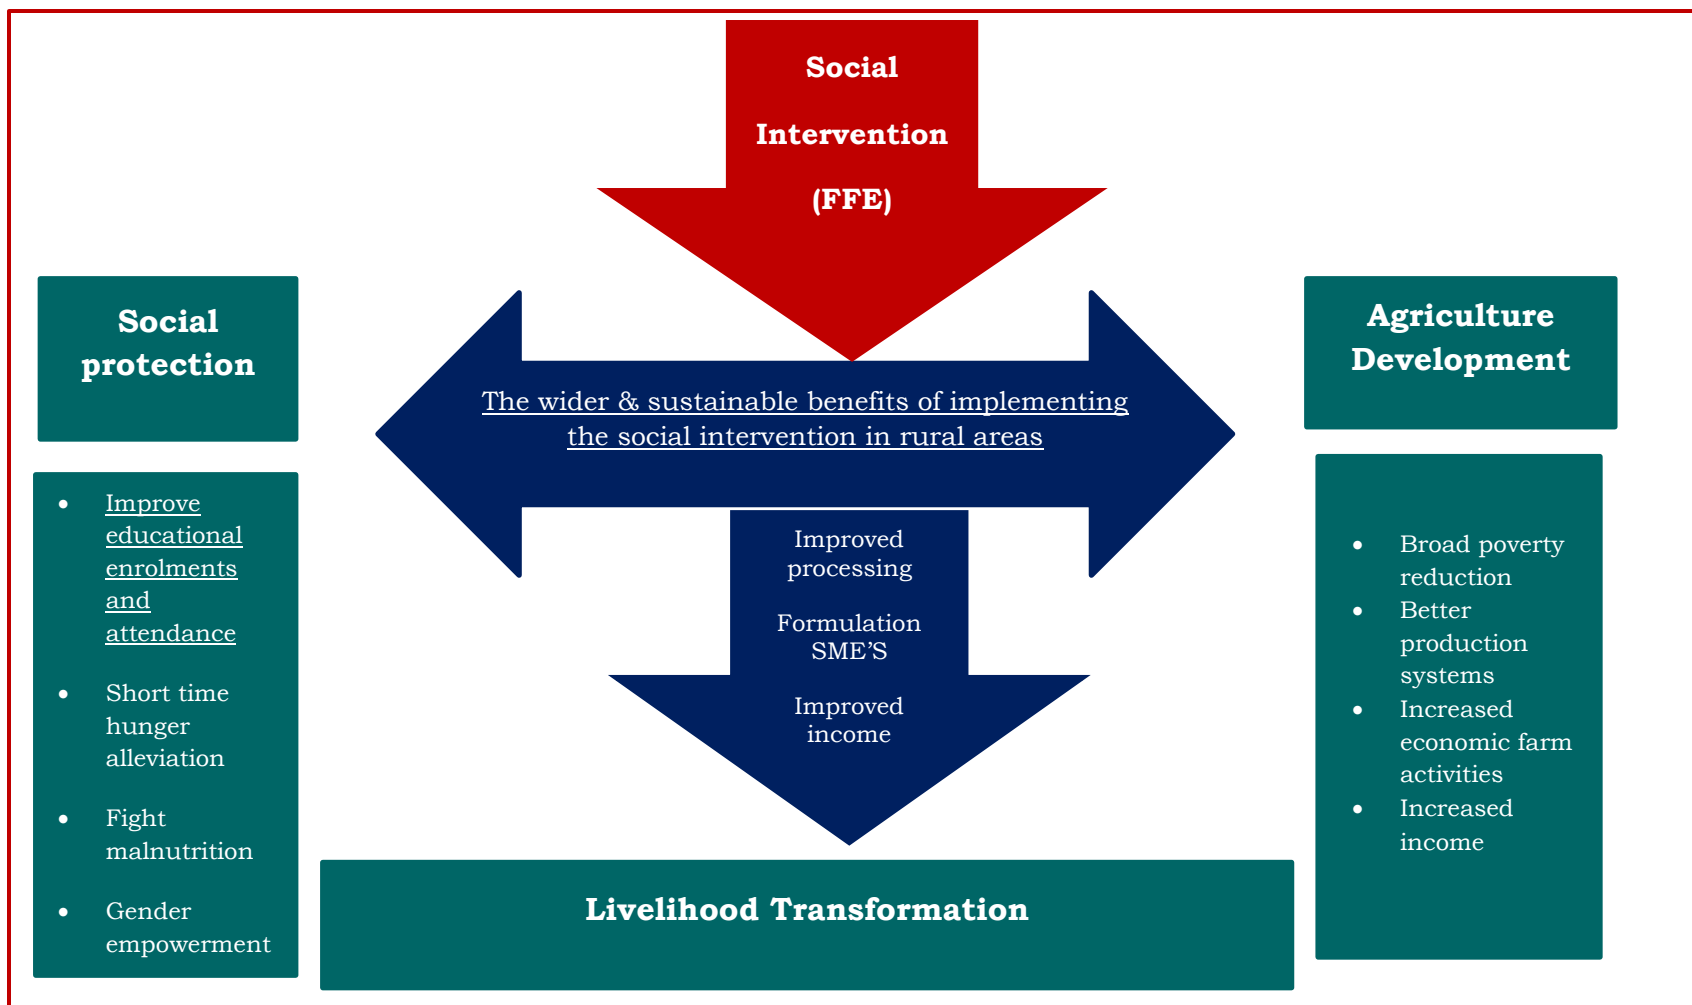 Social
Intervention
(FFE)
Social
protection
Agriculture
Development
The wider & sustainable benefits of implementing
the social intervention in rural areas
Improve
educational
enrolments
and
attendance
Short time
hunger
alleviation
Fight
malnutrition
Gender
empowerment
Improved
processing
Formulation
SME’S
Improved
income
Broad poverty
reduction
Better
production
systems
Increased
economic farm
activities
Increased
income
Livelihood Transformation